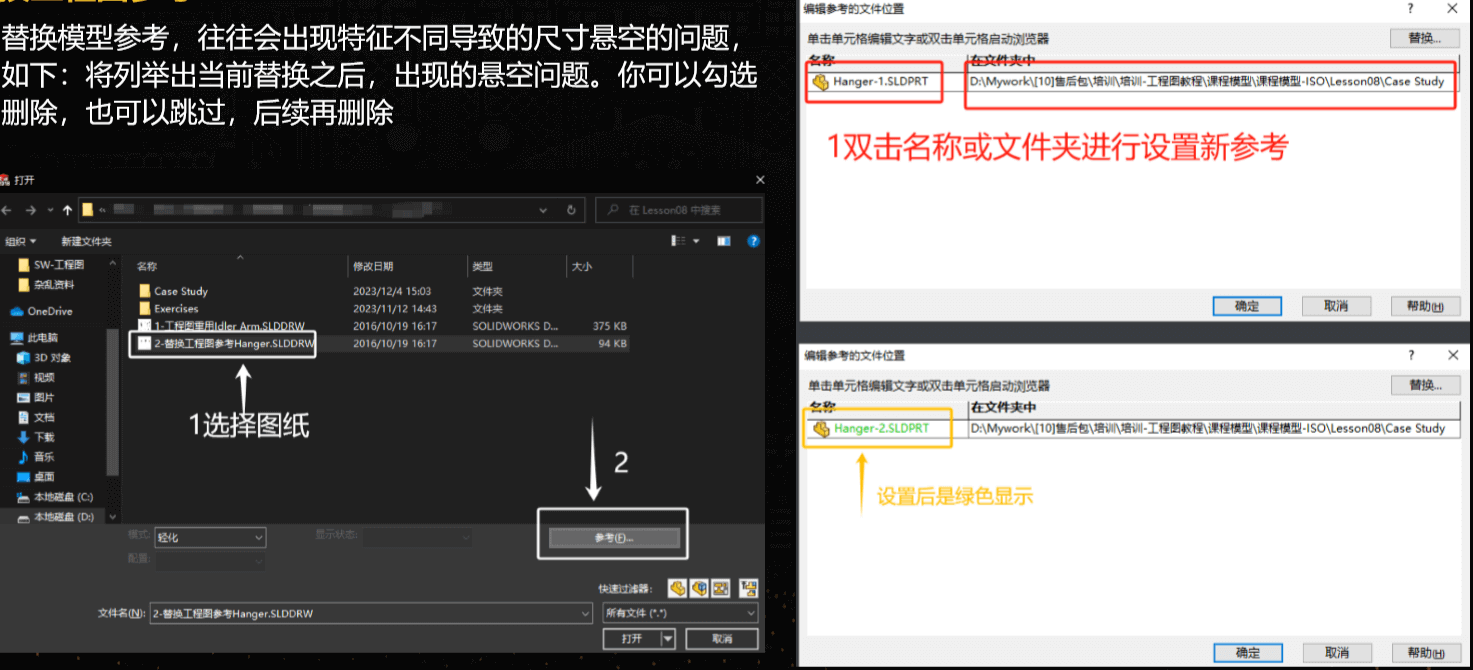 替换模型参考，往往会出现特征不同导致的尺寸悬空的问题，
如下：将列举出当前替换之后，出现的悬空问题。你可以勾选
删除，也可以跳过，后续再删除
打开
在 Lesson08 中搜索
组织
新建文件夹
名称 修改日期 类型 大小
SW-工程图
杂乱资料
OneDrive
此电脑
3D 对象
视频
图片
文档
下载
音乐
桌面
本地磁盘 (C:)
本地磁盘 (D:)
Case Study 2023/12/4 15:03 文件夹
Exercises 2023/11/12 14:43 文件夹
1-工程图重用Idler Arm.SLDDRW 2016/10/19 16:17 SOLIDWORKS D... 375 KB
2-替换工程图参考Hanger.SLDDRW 2016/10/19 16:17 SOLIDWORKS D... 94 KB
1选择图纸
2
模式: 轻化
显示状态:
配置:
参考(F)...
快速过滤器:
文件名(N): 2-替换工程图参考Hanger.SLDDRW
所有文件 (*.*)
打开
取消
编辑参考的文件位置
单击单元格编辑文字或双击单元格启动浏览器
替换...
名称 在文件夹中
Hanger-1.SLDPRT D:\Mywork\[10]售后包\培训\培训-工程图教程\课程模型\课程模型-ISO\Lesson08\Case Study
1双击名称或文件夹进行设置新参考
确定 取消 帮助(H)
编辑参考的文件位置
单击单元格编辑文字或双击单元格启动浏览器
替换...
名称 在文件夹中
Hanger-2.SLDPRT D:\Mywork\[10]售后包\培训\培训-工程图教程\课程模型\课程模型-ISO\Lesson08\Case Study
设置后是绿色显示
确定 取消 帮助(H)